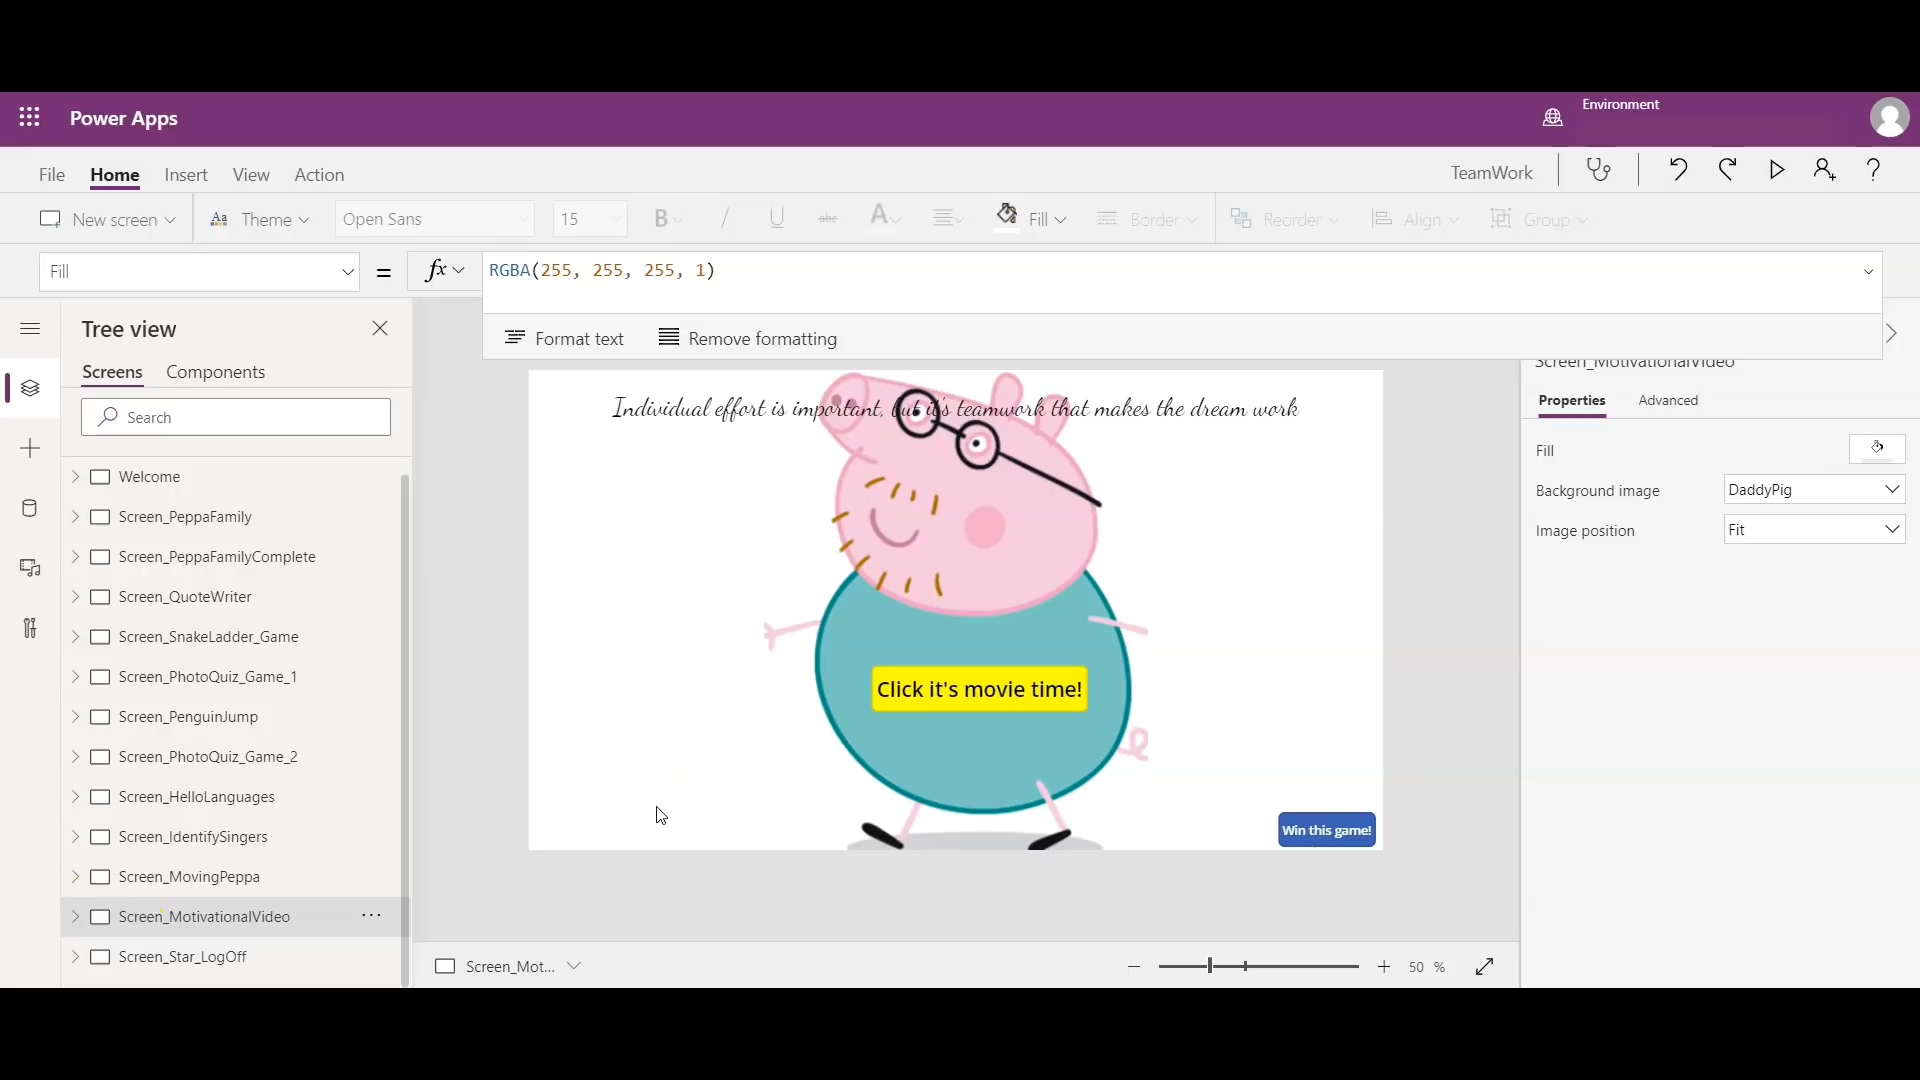 Power Apps
Environment
File Home Insert View Action
TeamWork
New screen
Theme
Open Sans
15
B
Fill
Border
Reorder
Align
Group
Fill
=
fx
RGBA(255, 255, 255, 1)
Format text
Remove formatting
Tree view
Screens Components
Search
Welcome
Screen_PeppaFamily
Screen_PeppaFamilyComplete
Screen_QuoteWriter
Screen_SnakeLadder_Game
Screen_PhotoQuiz_Game_1
Screen_PenguinJump
Screen_PhotoQuiz_Game_2
Screen_HelloLanguages
Screen_IdentifySingers
Screen_MovingPeppa
Screen_MotivationalVideo
Screen_Star_LogOff
Individual effort is important, but it's teamwork that makes the dream work
Click it's movie time!
Win this game!
Screen_Mot...
50 %
Screen_MotivationalVideo
Properties Advanced
Fill
Background image DaddyPig
Image position Fit